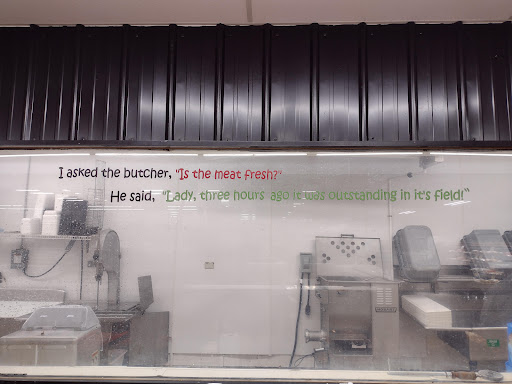 I asked the butcher, "Is the meat fresh?"
He said, "Lady, three hours ago it was outstanding in it's field!"